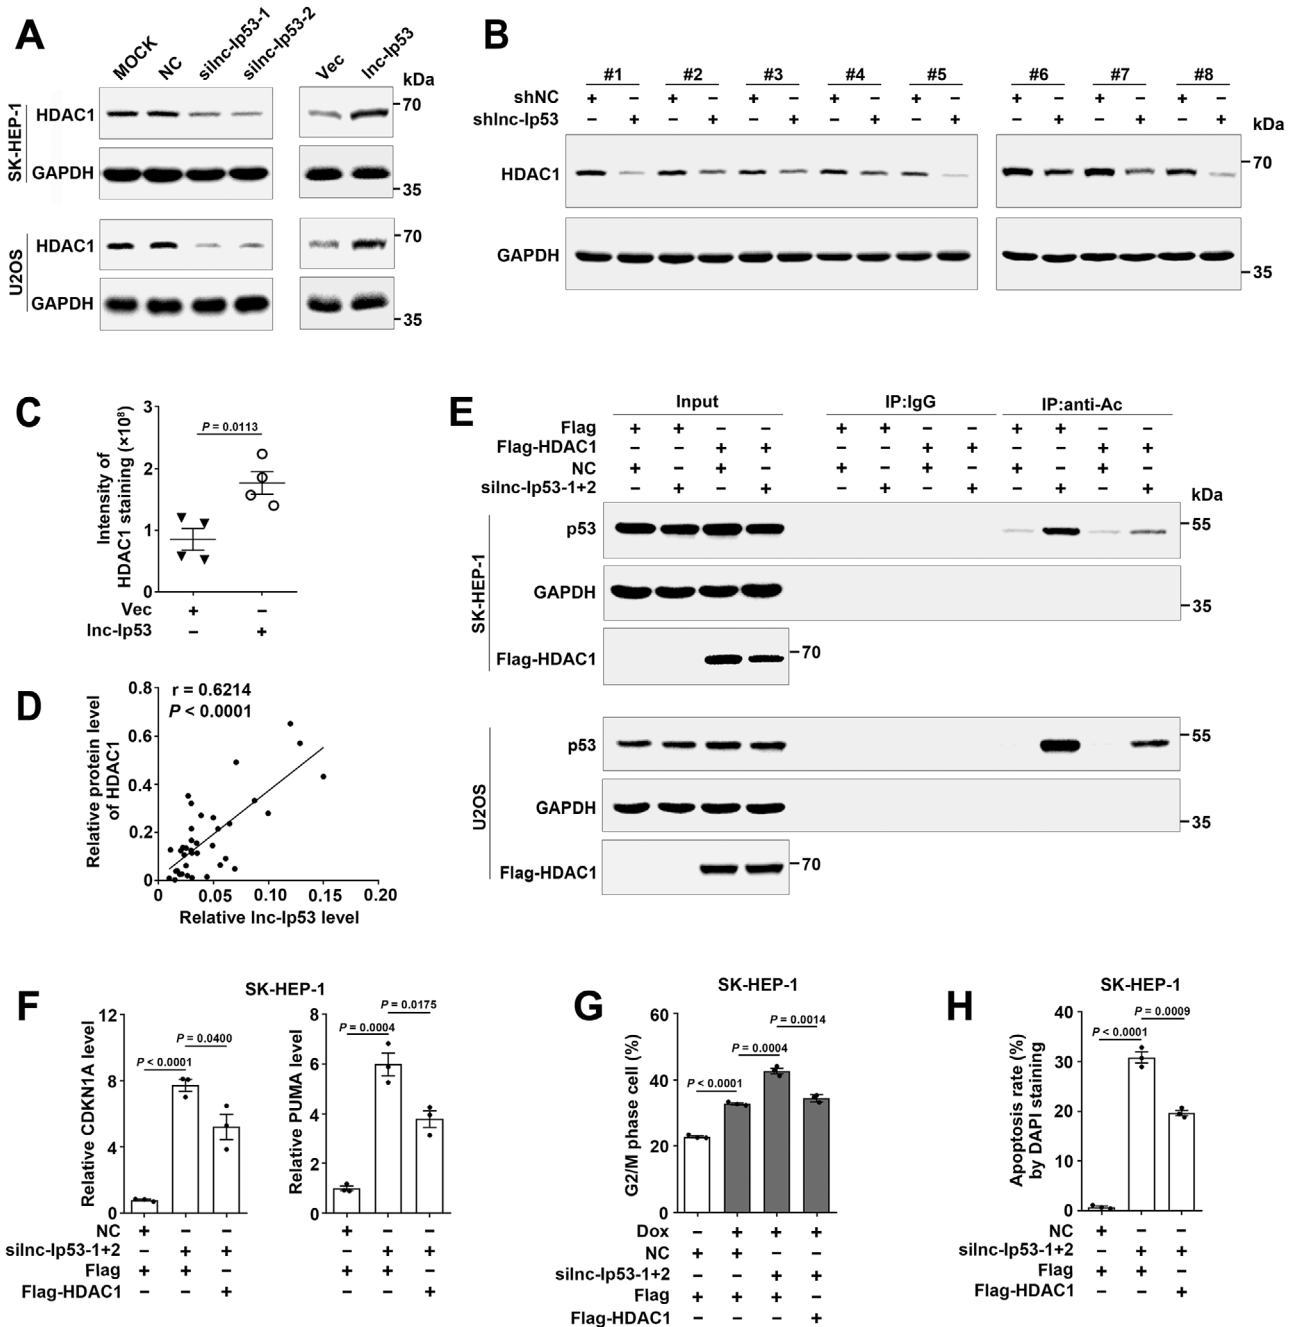 A
MOCK
NC
silnc-Ip53-1
silnc-Ip53-2
Vec
lnc-Ip53
kDa
SK-HEP-1
HDAC1
70
GAPDH
35
U2OS
HDAC1
70
GAPDH
35
B
#1 #2 #3 #4 #5 #6 #7 #8
shNC + − + − + − + − + − + − + − + −
shlnc-Ip53 − + − + − + − + − + − + − + − +
kDa
HDAC1
70
GAPDH
35
C
Intensity of
HDAC1 staining (×10⁸)
3
2
1
0
P = 0.0113
Vec + −
lnc-Ip53 − +
D
Relative protein level
of HDAC1
r = 0.6214
P < 0.0001
0.8
0.6
0.4
0.2
0
0 0.05 0.10 0.15 0.20
Relative lnc-Ip53 level
E
Input IP:IgG IP:anti-Ac
Flag + + − − + + − − + + − −
Flag-HDAC1 − − + + − − + + − − + +
NC + − + − + − + − + − + −
silnc-Ip53-1+2 − + − + − + − + − + − +
kDa
SK-HEP-1
p53
55
GAPDH
35
Flag-HDAC1
70
U2OS
p53
55
GAPDH
35
Flag-HDAC1
70
F
SK-HEP-1
Relative CDKN1A level
12
8
4
0
P < 0.0001
P = 0.0400
Relative PUMA level
8
6
4
2
0
P = 0.0004
P = 0.0175
NC + − − + − −
silnc-Ip53-1+2 − + + − + +
Flag + + − + + −
Flag-HDAC1 − − + − − +
G
SK-HEP-1
G2/M phase cell (%)
60
40
20
0
P < 0.0001
P = 0.0004
P = 0.0014
Dox − + + +
NC + + − −
silnc-Ip53-1+2 − − + +
Flag + + + −
Flag-HDAC1 − − − +
H
SK-HEP-1
Apoptosis rate (%)
by DAPI staining
40
30
20
10
0
P < 0.0001
P = 0.0009
NC + − −
silnc-Ip53-1+2 − + +
Flag + + −
Flag-HDAC1 − − +